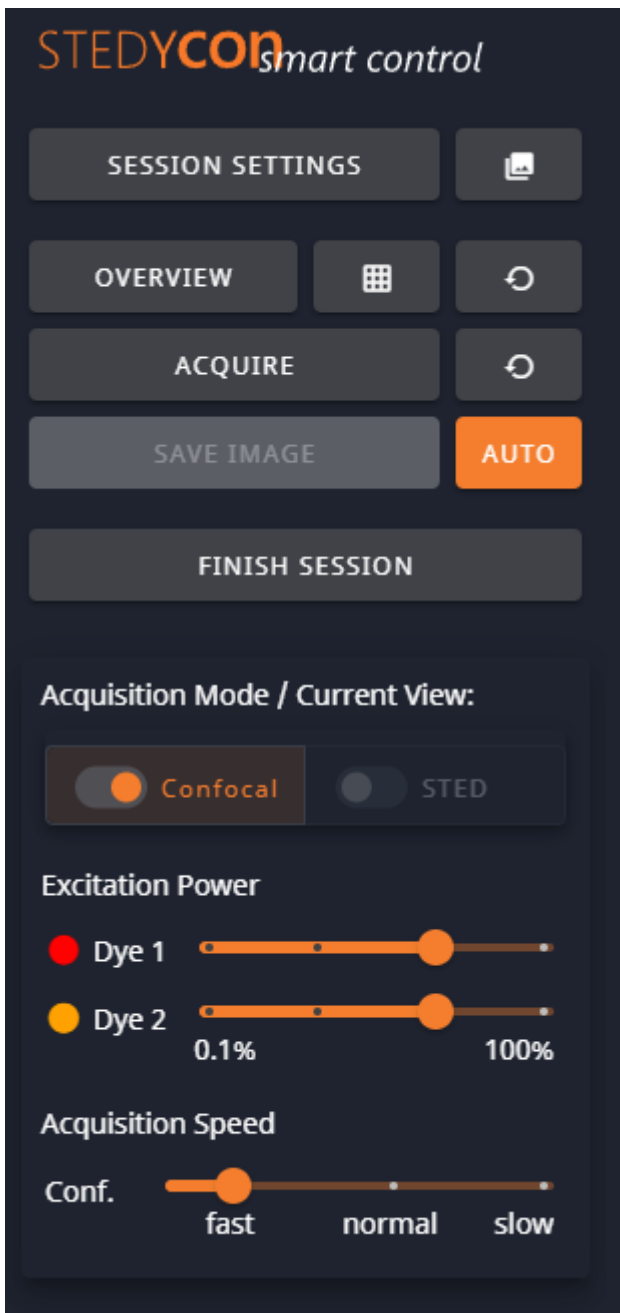 STEDYCON smart control
SESSION SETTINGS
OVERVIEW
ACQUIRE
SAVE IMAGE AUTO
FINISH SESSION
Acquisition Mode / Current View:
Confocal STED
Excitation Power
Dye 1
Dye 2
0.1% 100%
Acquisition Speed
Conf.
fast normal slow